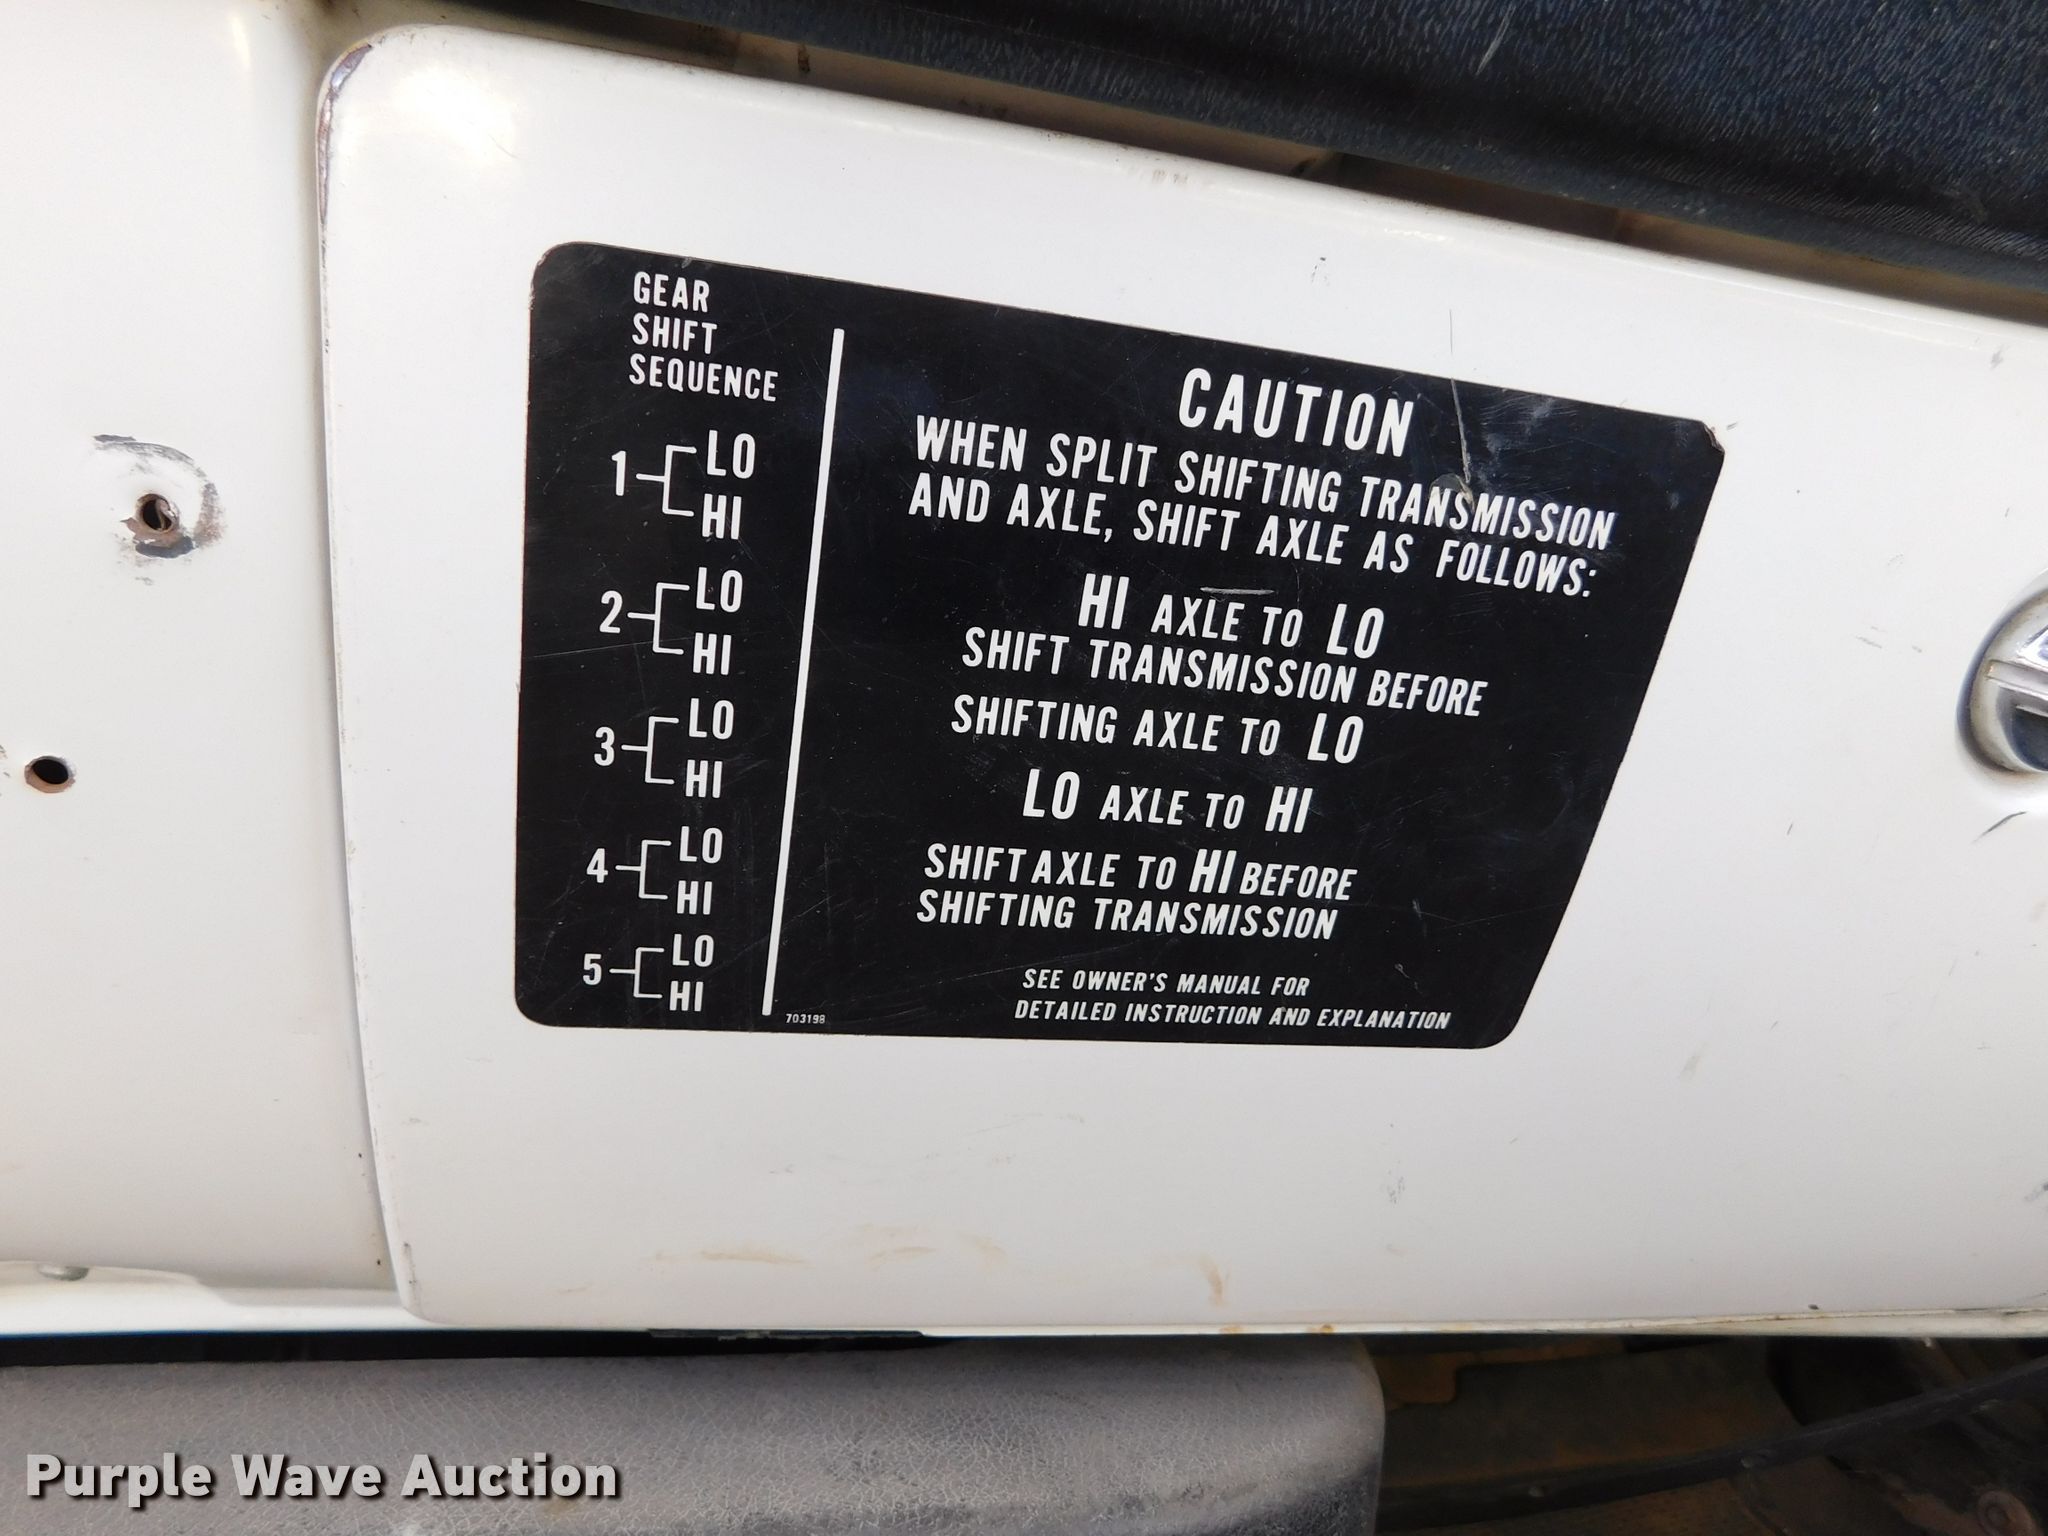 GEAR
SHIFT
SEQUENCE
1 LO
HI
2 LO
HI
3 LO
HI
4 LO
HI
5 LO
HI
CAUTION
WHEN SPLIT SHIFTING TRANSMISSION
AND AXLE, SHIFT AXLE AS FOLLOWS:
HI AXLE TO LO
SHIFT TRANSMISSION BEFORE
SHIFTING AXLE TO LO
LO AXLE TO HI
SHIFT AXLE TO HI BEFORE
SHIFTING TRANSMISSION
SEE OWNER'S MANUAL FOR
DETAILED INSTRUCTION AND EXPLANATION
703198
Purple Wave Auction